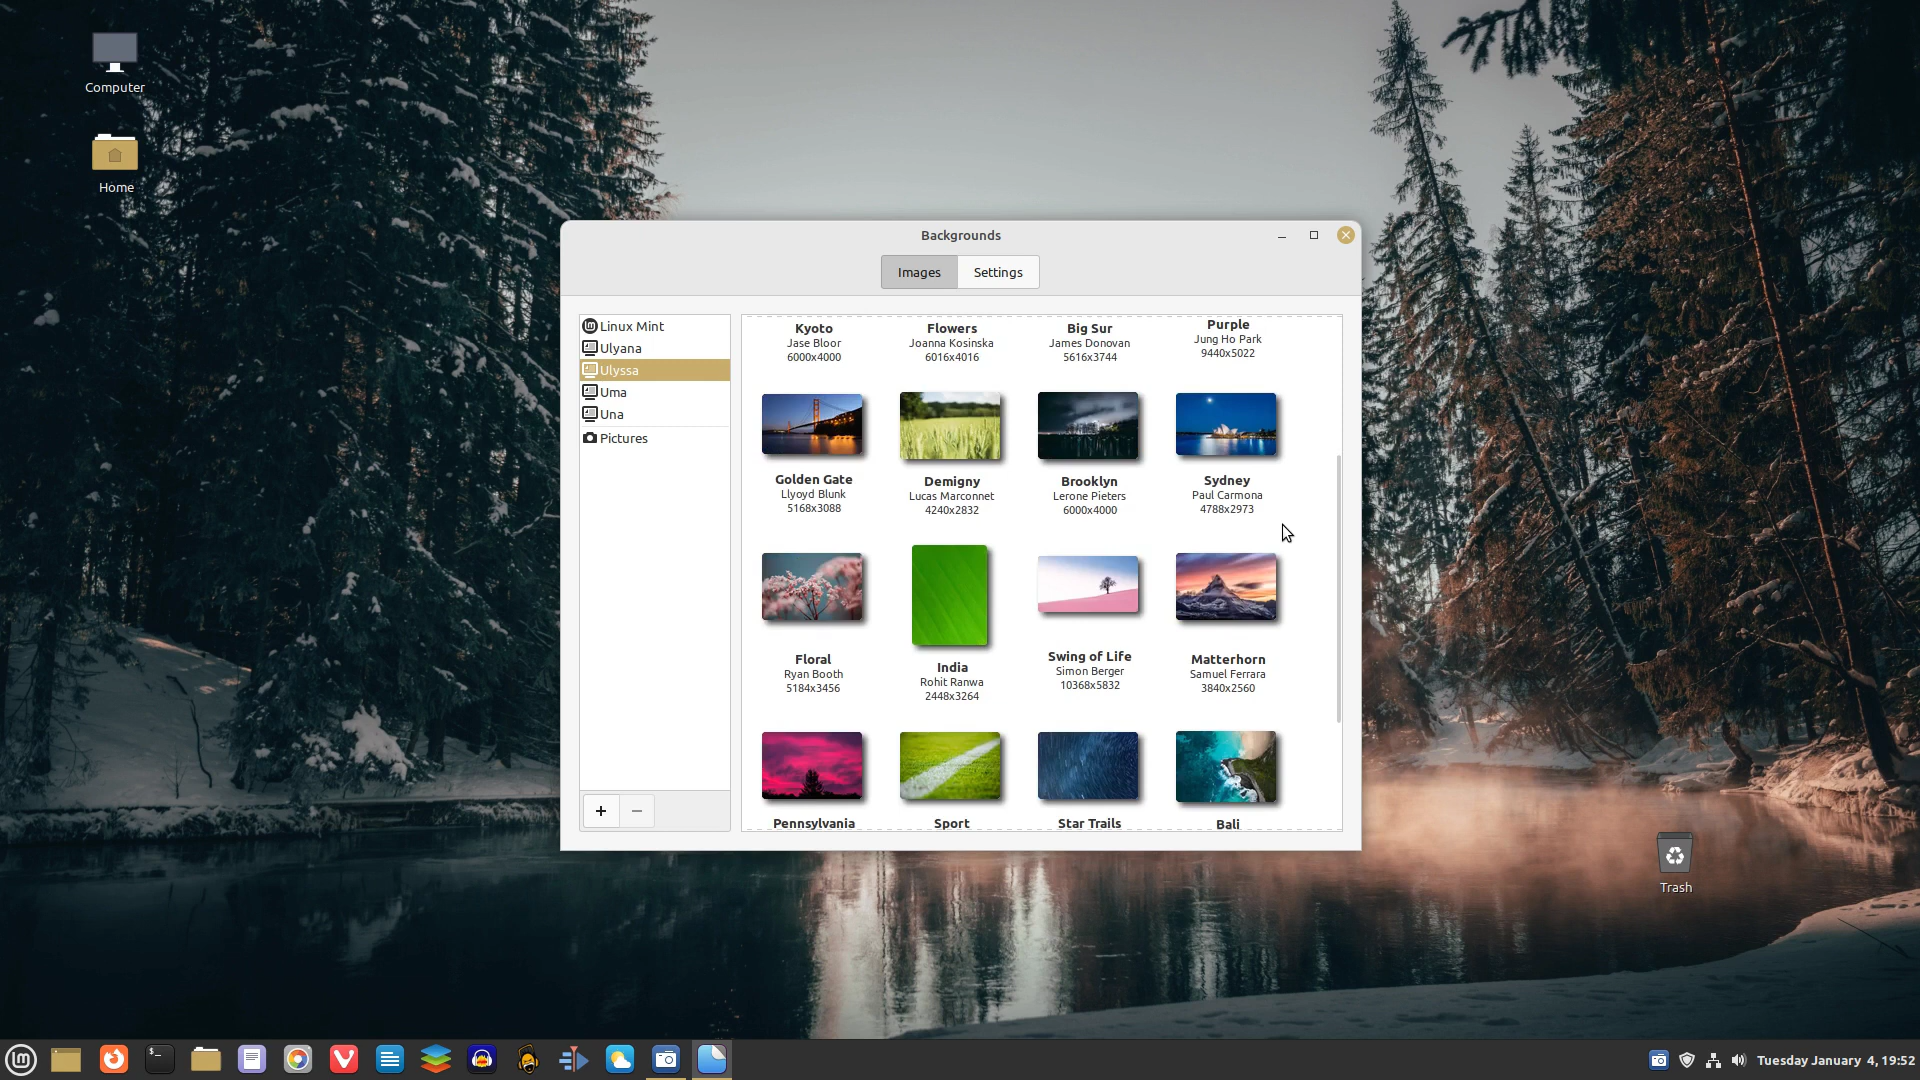 Computer
Home
Backgrounds
Images
Settings
Linux Mint
Ulyana
Ulyssa
Uma
Una
Pictures
Kyoto
Jase Bloor
6000x4000
Flowers
Joanna Kosinska
6016x4016
Big Sur
James Donovan
5616x3744
Purple
Jung Ho Park
9440x5022
Golden Gate
Llyoyd Blunk
5168x3088
Demigny
Lucas Marconnet
4240x2832
Brooklyn
Lerone Pieters
6000x4000
Sydney
Paul Carmona
4788x2973
Floral
Ryan Booth
5184x3456
India
Rohit Ranwa
2448x3264
Swing of Life
Simon Berger
10368x5832
Matterhorn
Samuel Ferrara
3840x2560
Pennsylvania
Sport
Star Trails
Bali
Trash
Tuesday January 4, 19:52